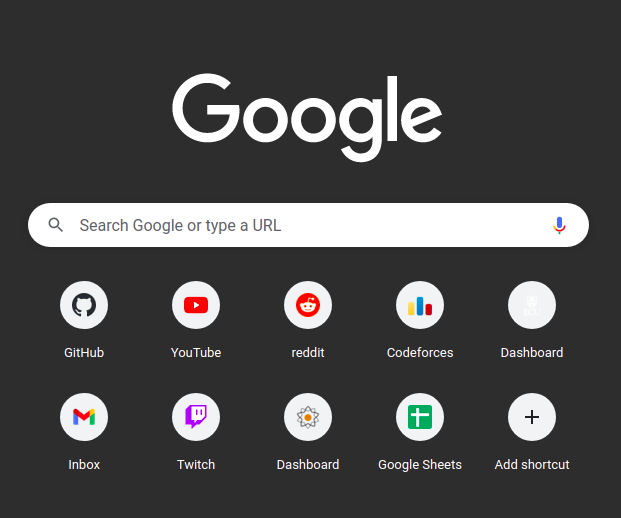 Google
Search Google or type a URL
GitHub YouTube reddit Codeforces Dashboard
Inbox Twitch Dashboard Google Sheets Add shortcut